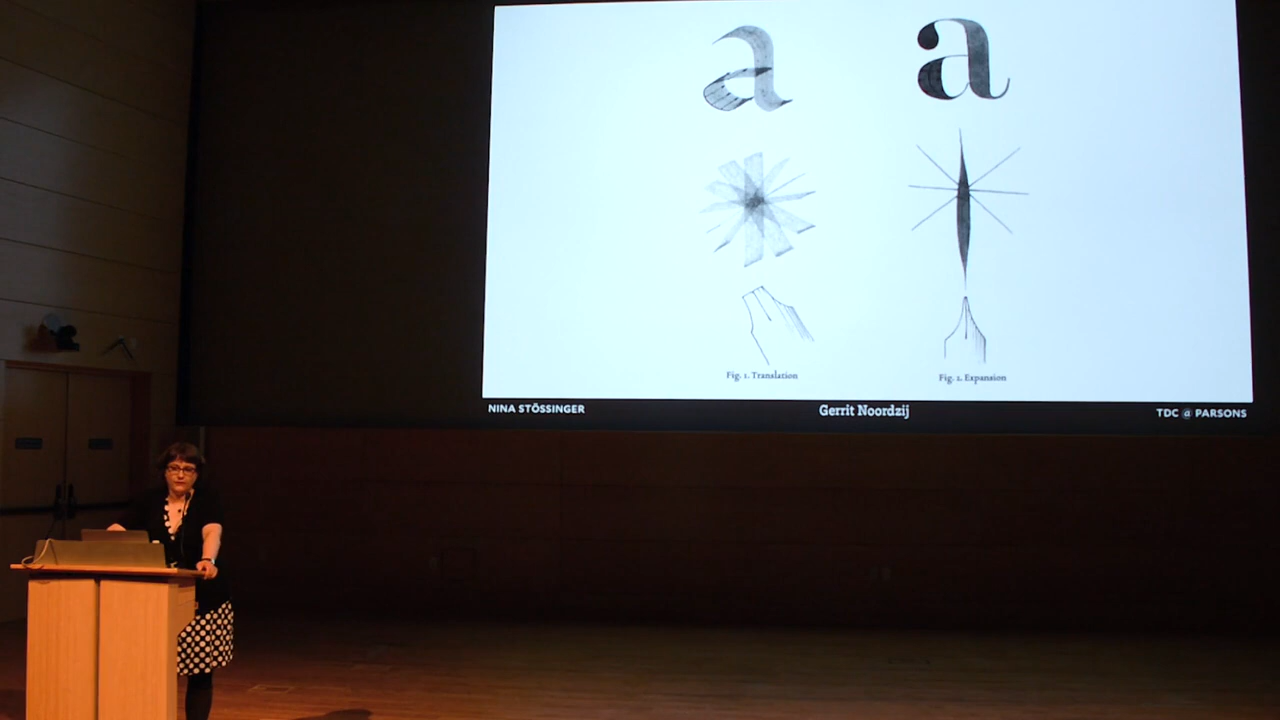 a a
Fig. 1. Translation
Fig. 2. Expansion
NINA STÖSSINGER
Gerrit Noordzij
TDC @ PARSONS